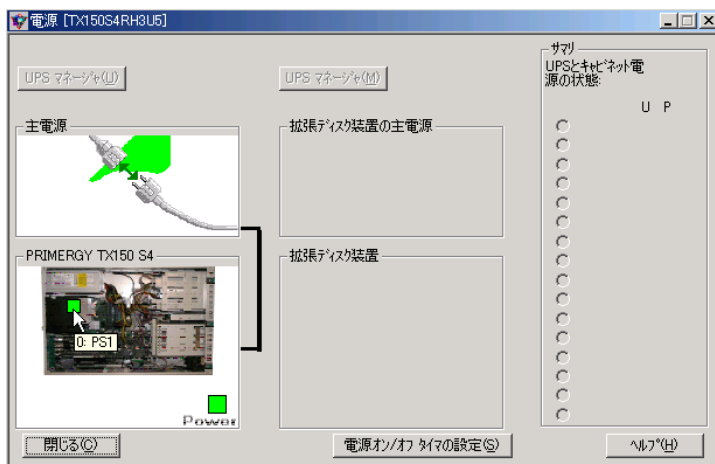 電源 [TX150S4RH3U5]
UPS マネージャ(U)
UPS マネージャ(M)
サマリ
UPSとキャビネット電
源の状態:
U P
主電源
拡張ディスク装置の主電源
PRIMERGY TX150 S4
拡張ディスク装置
0: PS1
Power
閉じる(C)
電源オン/オフ タイマの設定(S)
ヘルプ(H)